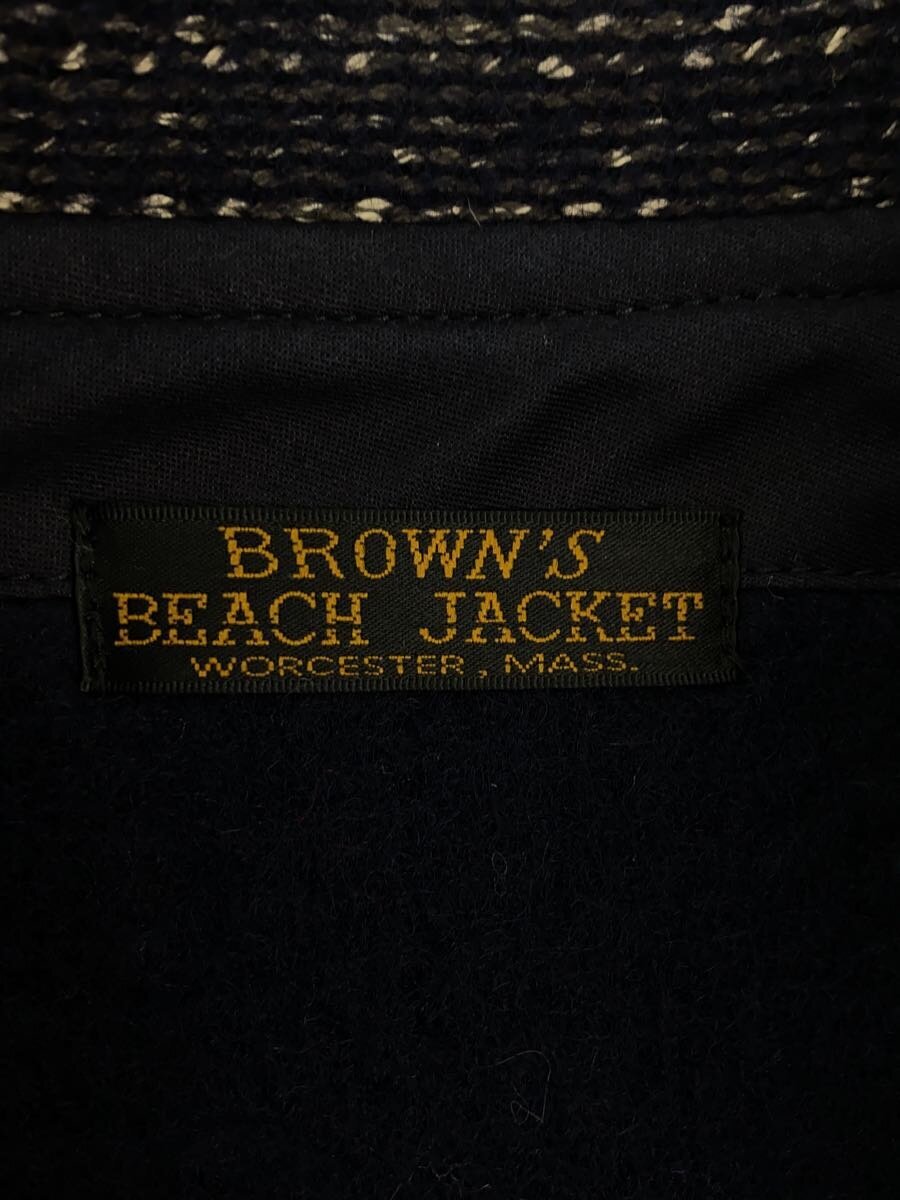 BROWN'S
BEACH JACKET
WORCESTER, MASS.